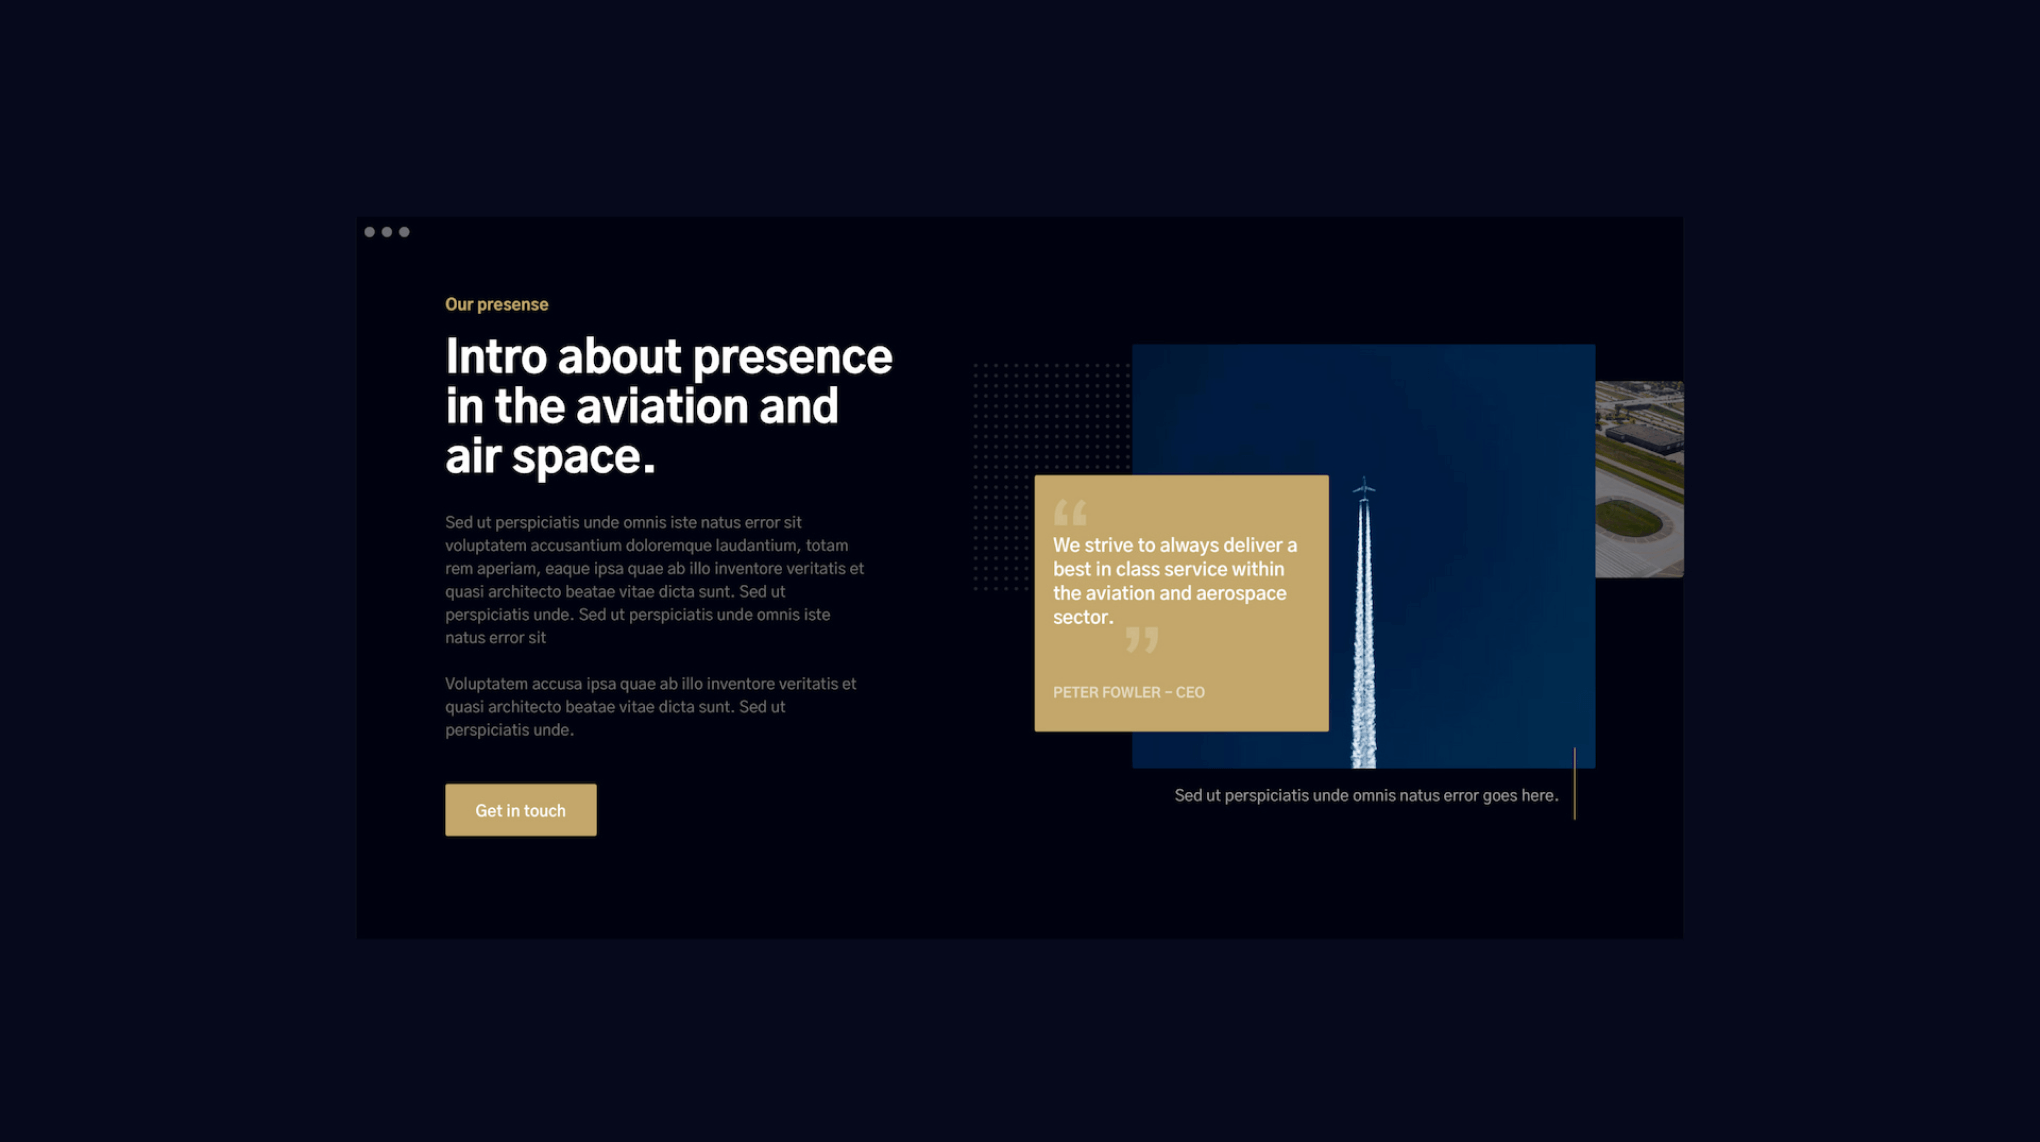 Our presense
Intro about presence
in the aviation and
air space.
Sed ut perspiciatis unde omnis iste natus error sit
voluptatem accusantium doloremque laudantium, totam
rem aperiam, eaque ipsa quae ab illo inventore veritatis et
quasi architecto beatae vitae dicta sunt. Sed ut
perspiciatis unde. Sed ut perspiciatis unde omnis iste
natus error sit
Voluptatem accusa ipsa quae ab illo inventore veritatis et
quasi architecto beatae vitae dicta sunt. Sed ut
perspiciatis unde.
Get in touch
“
We strive to always deliver a
best in class service within
the aviation and aerospace
sector.
”
PETER FOWLER – CEO
Sed ut perspiciatis unde omnis natus error goes here.